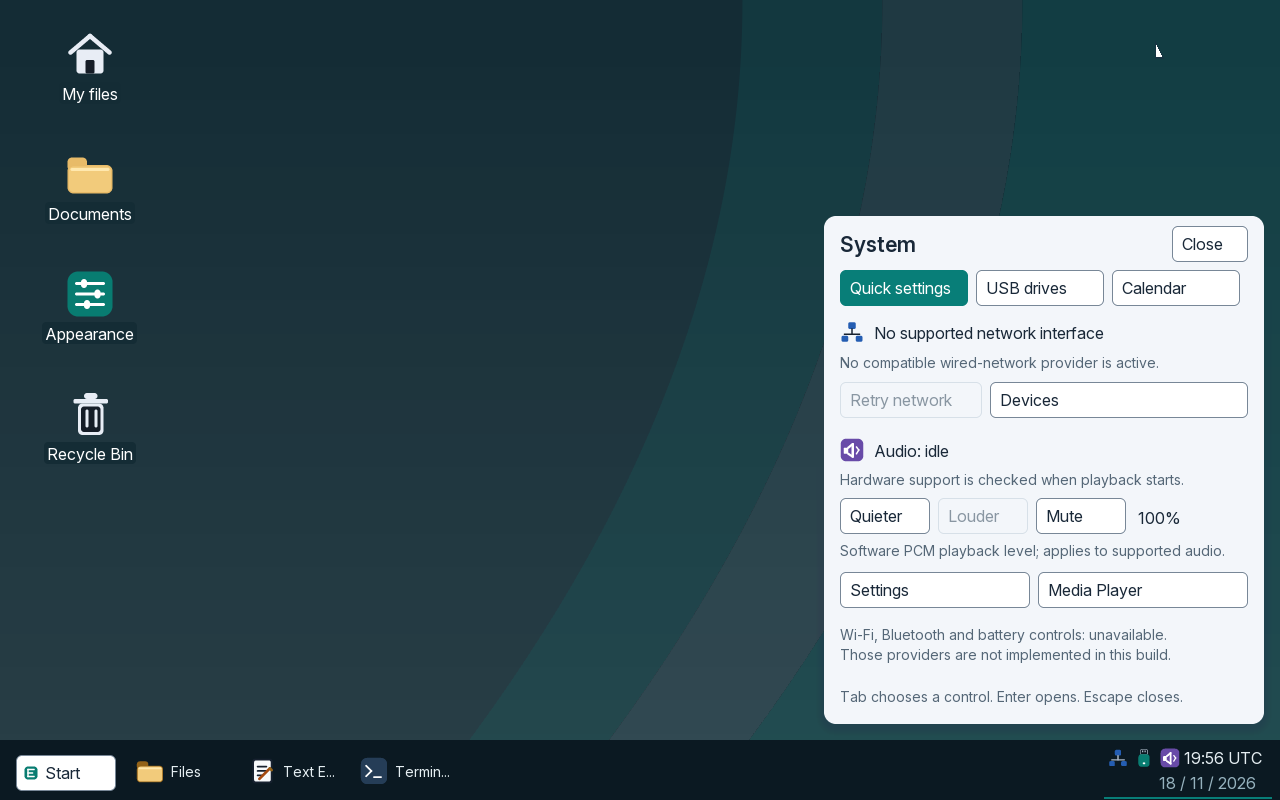 My files
Documents
Appearance
Recycle Bin
System
Close
Quick settings
USB drives
Calendar
No supported network interface
No compatible wired-network provider is active.
Retry network
Devices
Audio: idle
Hardware support is checked when playback starts.
Quieter
Louder
Mute
100%
Software PCM playback level; applies to supported audio.
Settings
Media Player
Wi-Fi, Bluetooth and battery controls: unavailable.
Those providers are not implemented in this build.
Tab chooses a control. Enter opens. Escape closes.
Start
Files
Text E...
Termin...
19:56 UTC
18 / 11 / 2026